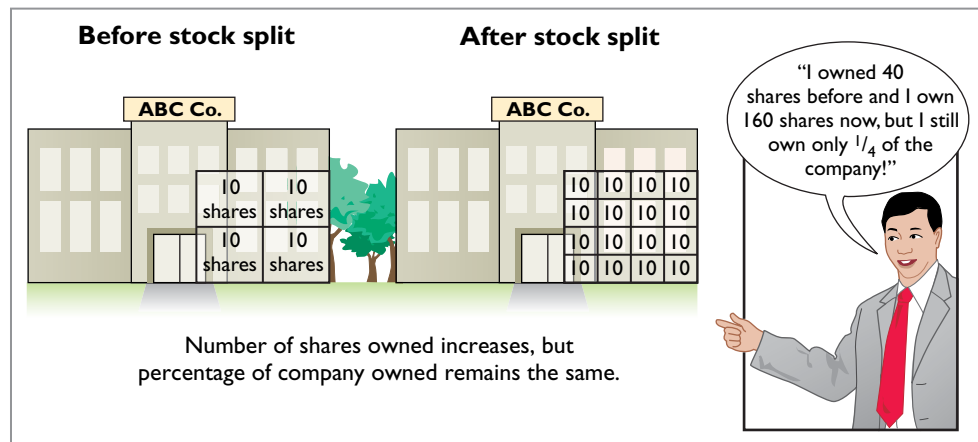 Before stock split
ABC Co.
10 10
shares shares
10 10
shares shares
After stock split
ABC Co.
10 10 10 10
10 10 10 10
10 10 10 10
10 10 10 10
"I owned 40
shares before and I own
160 shares now, but I still
own only 1/4 of the
company!"
Number of shares owned increases, but
percentage of company owned remains the same.